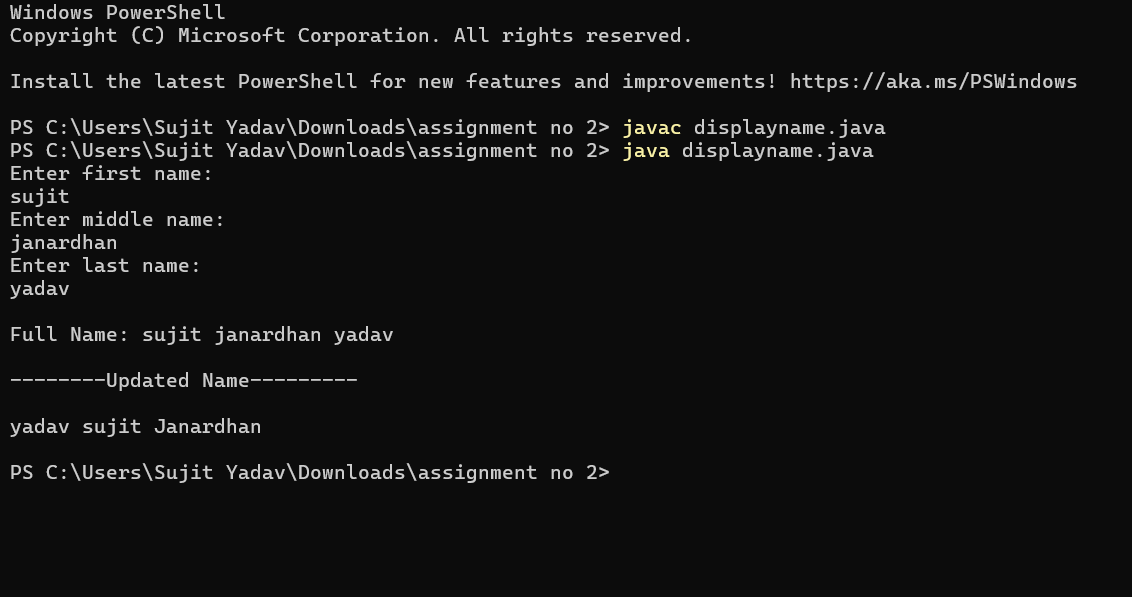 Windows PowerShell
Copyright (C) Microsoft Corporation. All rights reserved.
Install the latest PowerShell for new features and improvements! https://aka.ms/PSWindows
PS C:\Users\Sujit Yadav\Downloads\assignment no 2> javac displayname.java
PS C:\Users\Sujit Yadav\Downloads\assignment no 2> java displayname.java
Enter first name:
sujit
Enter middle name:
janardhan
Enter last name:
yadav
Full Name: sujit janardhan yadav
--------Updated Name---------
yadav sujit Janardhan
PS C:\Users\Sujit Yadav\Downloads\assignment no 2>